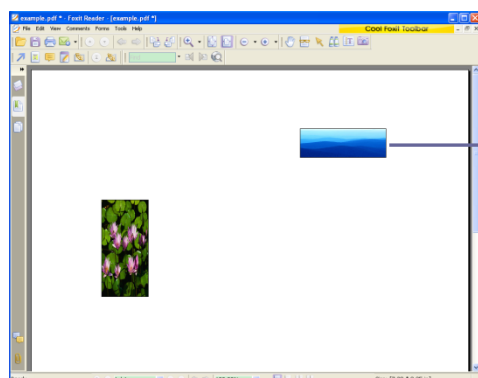 example.pdf * - Foxit Reader - [example.pdf *]
File Edit View Comments Forms Tools Help
Cool Foxit Toolbar